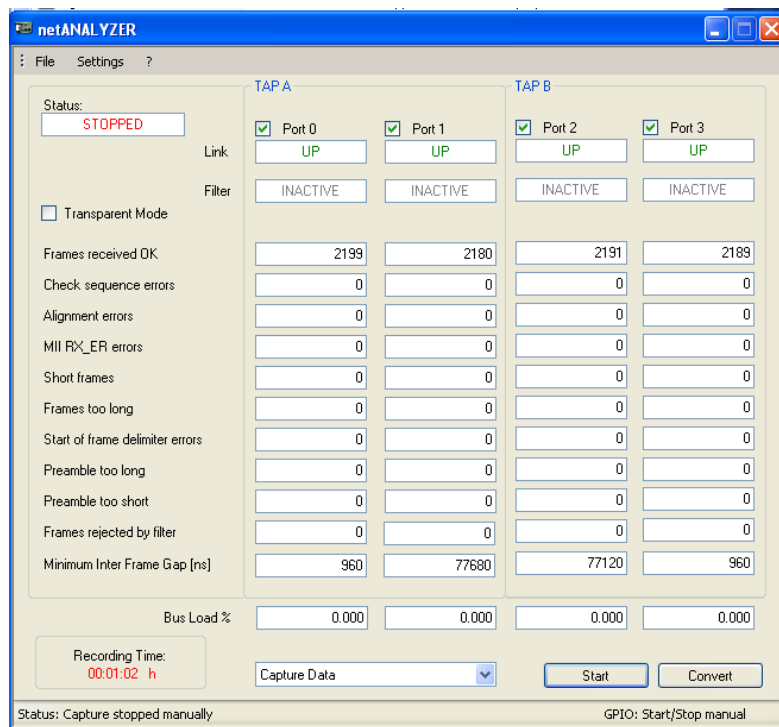 netANALYZER
File Settings ?
TAP A TAP B
Status:
STOPPED
Port 0 Port 1 Port 2 Port 3
Link UP UP UP UP
Filter INACTIVE INACTIVE INACTIVE INACTIVE
Transparent Mode
Frames received OK 2199 2180 2191 2189
Check sequence errors 0 0 0 0
Alignment errors 0 0 0 0
MII RX_ER errors 0 0 0 0
Short frames 0 0 0 0
Frames too long 0 0 0 0
Start of frame delimiter errors 0 0 0 0
Preamble too long 0 0 0 0
Preamble too short 0 0 0 0
Frames rejected by filter 0 0 0 0
Minimum Inter Frame Gap [ns] 960 77680 77120 960
Bus Load % 0.000 0.000 0.000 0.000
Recording Time:
00:01:02 h
Capture Data Start Convert
Status: Capture stopped manually GPIO: Start/Stop manual